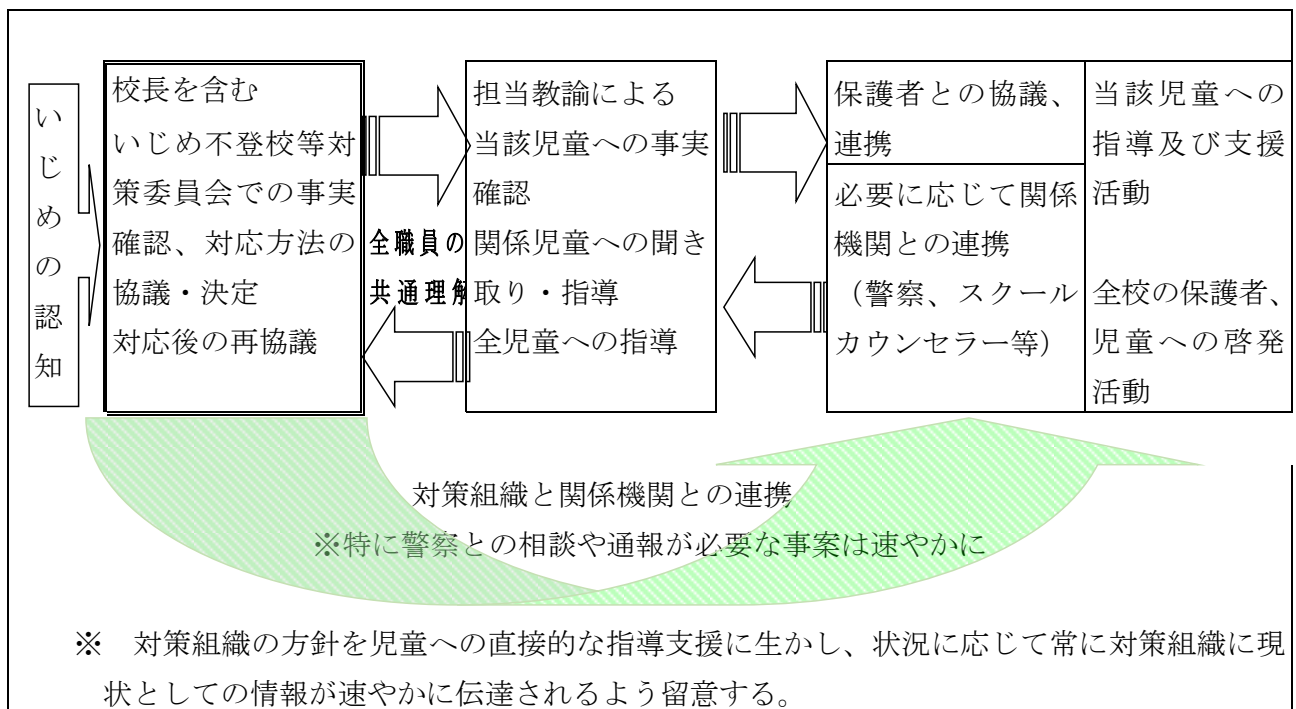 いじめの認知
校長を含む
いじめ不登校等対
策委員会での事実
確認、対応方法の
協議・決定
対応後の再協議
全職員の
共通理解
担当教諭による
当該児童への事実
確認
関係児童への聞き
取り・指導
全児童への指導
保護者との協議、
連携
必要に応じて関係
機関との連携
（警察、スクール
カウンセラー等）
当該児童への
指導及び支援
活動
全校の保護者、
児童への啓発
活動
対策組織と関係機関との連携
※特に警察との相談や通報が必要な事案は速やかに
※　対策組織の方針を児童への直接的な指導支援に生かし、状況に応じて常に対策組織に現
状としての情報が速やかに伝達されるよう留意する。